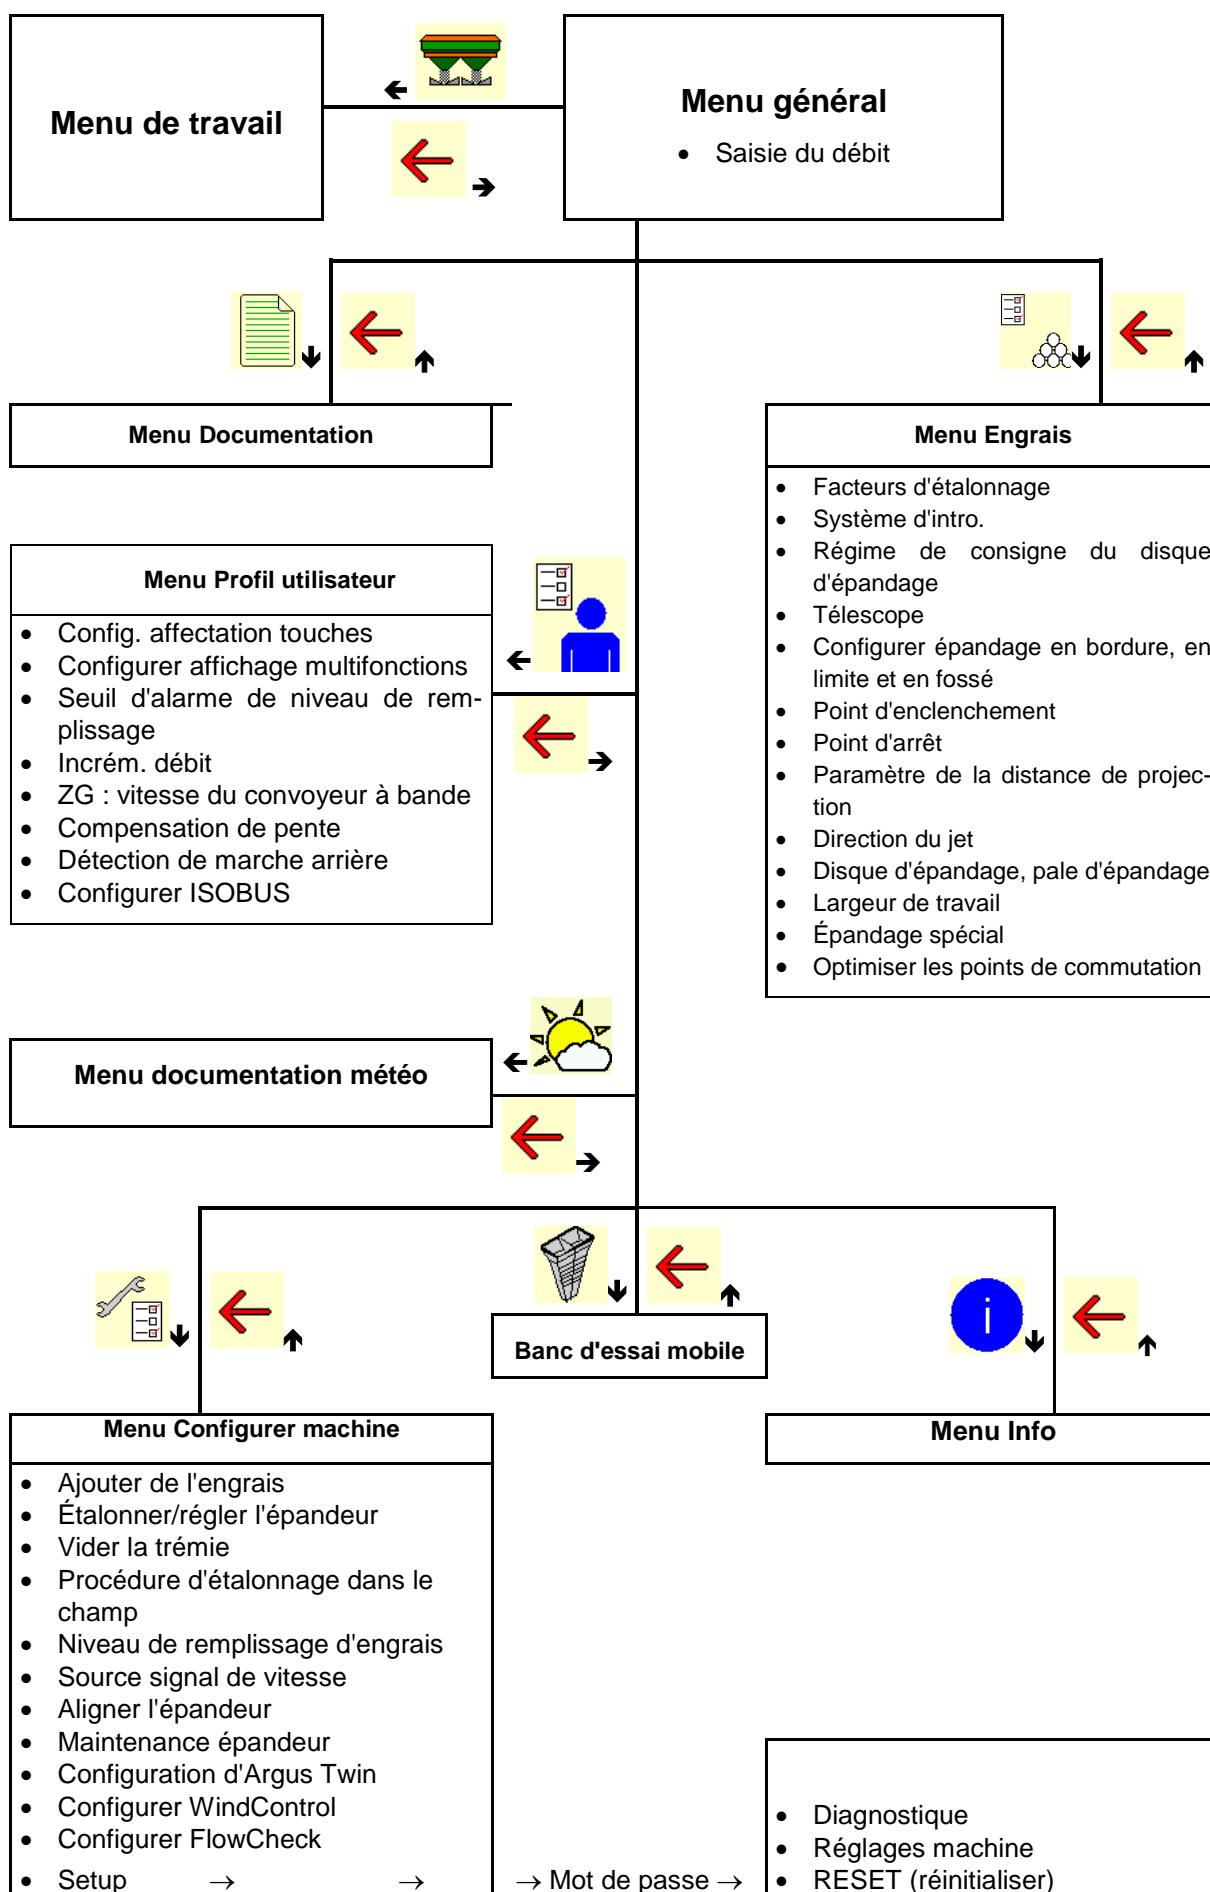 Menu de travail
Menu général
• Saisie du débit
Menu Documentation
Menu Engrais
• Facteurs d'étalonnage
• Système d'intro.
• Régime de consigne du disque
d'épandage
• Télescope
• Configurer épandage en bordure, en
limite et en fossé
• Point d'enclenchement
• Point d'arrêt
• Paramètre de la distance de projec-
tion
• Direction du jet
• Disque d'épandage, pale d'épandage
• Largeur de travail
• Épandage spécial
• Optimiser les points de commutation
Menu Profil utilisateur
• Config. affectation touches
• Configurer affichage multifonctions
• Seuil d'alarme de niveau de rem-
plissage
• Incrém. débit
• ZG : vitesse du convoyeur à bande
• Compensation de pente
• Détection de marche arrière
• Configurer ISOBUS
Menu documentation météo
Banc d'essai mobile
i
Menu Configurer machine
• Ajouter de l'engrais
• Étalonner/régler l'épandeur
• Vider la trémie
• Procédure d'étalonnage dans le
champ
• Niveau de remplissage d'engrais
• Source signal de vitesse
• Aligner l'épandeur
• Maintenance épandeur
• Configuration d'Argus Twin
• Configurer WindControl
• Configurer FlowCheck
• Setup → → → Mot de passe →
Menu Info
• Diagnostique
• Réglages machine
• RESET (réinitialiser)